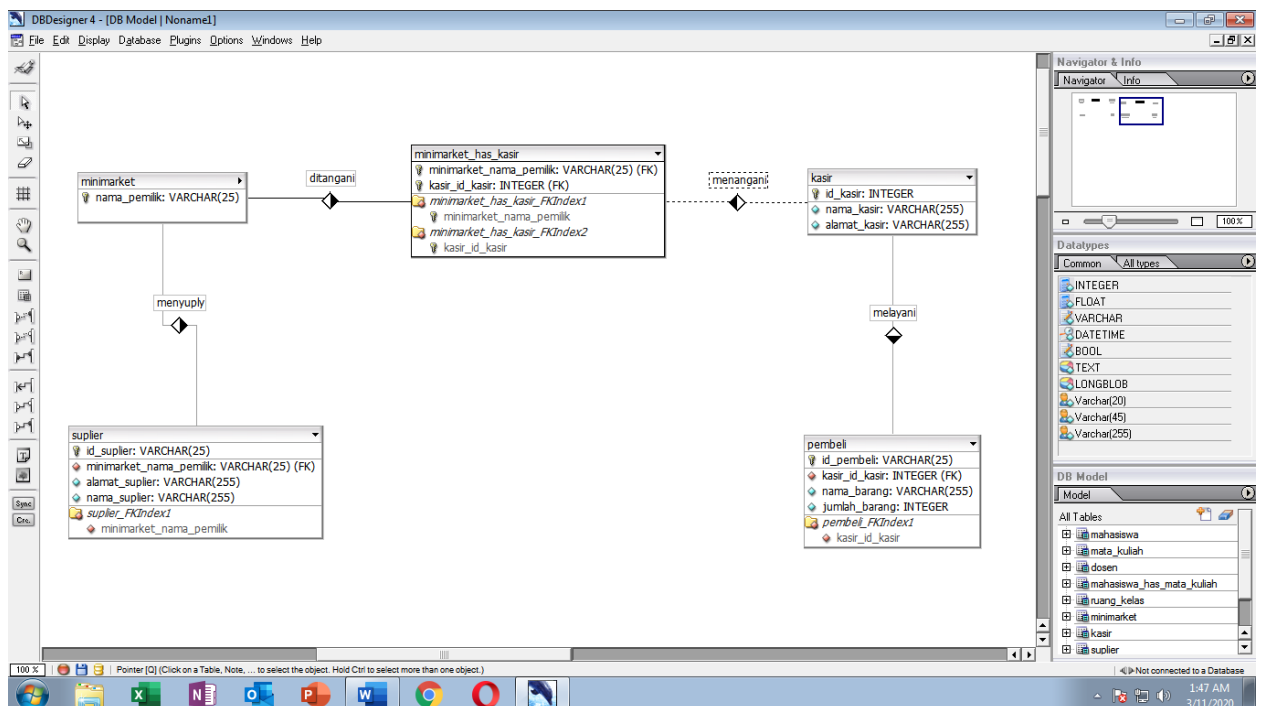 DBDesigner 4 - [DB Model | Noname1]
File Edit Display Database Plugins Options Windows Help
minimarket
nama_pemilik: VARCHAR(25)
ditangani
minimarket_has_kasir
minimarket_nama_pemilik: VARCHAR(25) (FK)
kasir_id_kasir: INTEGER (FK)
minimarket_has_kasir_FKIndex1
minimarket_nama_pemilik
minimarket_has_kasir_FKIndex2
kasir_id_kasir
menangani
kasir
id_kasir: INTEGER
nama_kasir: VARCHAR(255)
alamat_kasir: VARCHAR(255)
menyuply
melayani
suplier
id_suplier: VARCHAR(25)
minimarket_nama_pemilik: VARCHAR(25) (FK)
alamat_suplier: VARCHAR(255)
nama_suplier: VARCHAR(255)
suplier_FKIndex1
minimarket_nama_pemilik
pembeli
id_pembeli: VARCHAR(25)
kasir_id_kasir: INTEGER (FK)
nama_barang: VARCHAR(255)
jumlah_barang: INTEGER
pembeli_FKIndex1
kasir_id_kasir
Navigator & Info
Navigator Info
100%
Datatypes
Common All types
INTEGER
FLOAT
VARCHAR
DATETIME
BOOL
TEXT
LONGBLOB
Varchar(20)
Varchar(45)
Varchar(255)
DB Model
Model
All Tables
mahasiswa
mata_kuliah
dosen
mahasiswa_has_mata_kuliah
ruang_kelas
minimarket
kasir
suplier
Sync
Cre.
100 % Pointer [Q] (Click on a Table, Note, ... to select the object. Hold Ctrl to select more than one object.)
Not connected to a Database
1:47 AM
3/11/2020